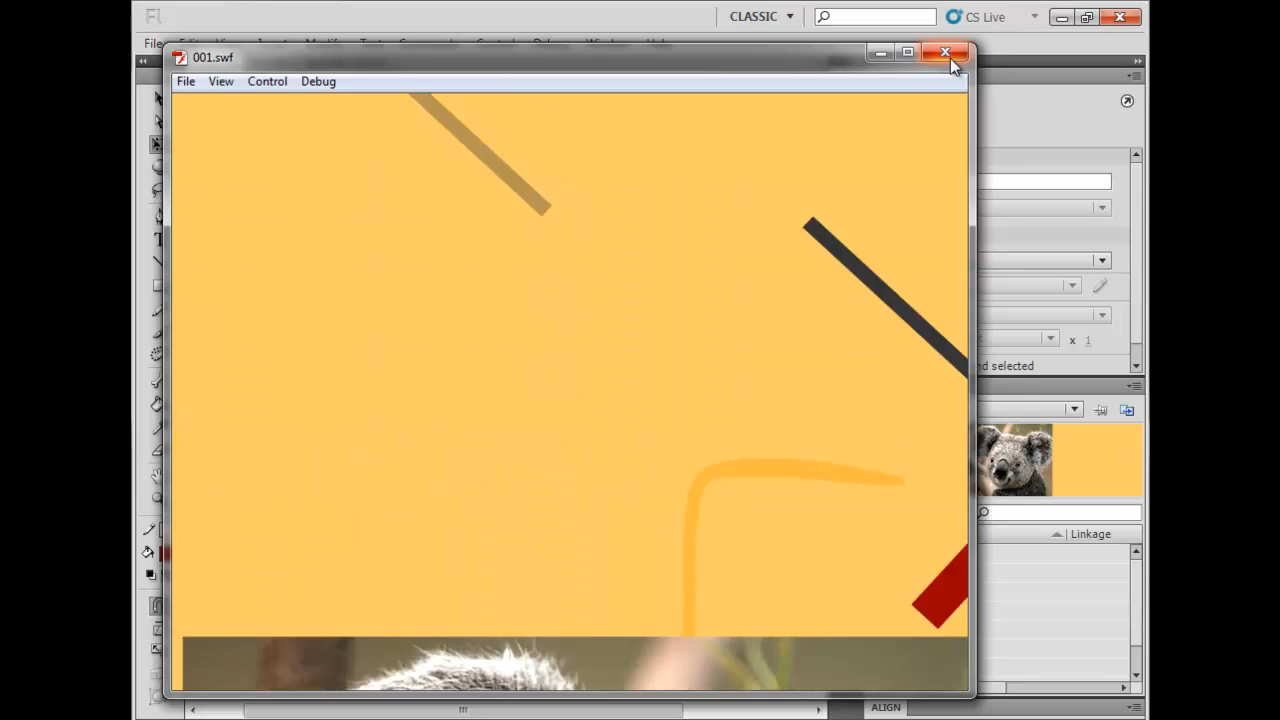 Fl
CLASSIC
CS Live
File
001.swf
File View Control Debug
nd selected
x 1
Linkage
T
ALIGN